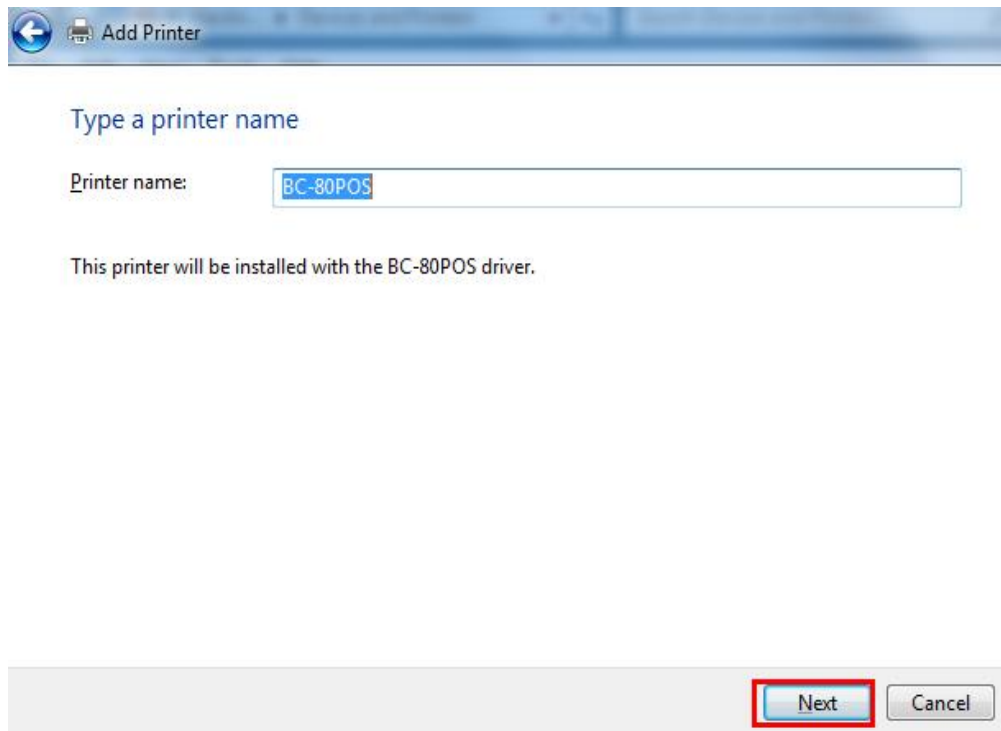 Add Printer
Type a printer name
Printer name:
BC-80POS
This printer will be installed with the BC-80POS driver.
Next
Cancel